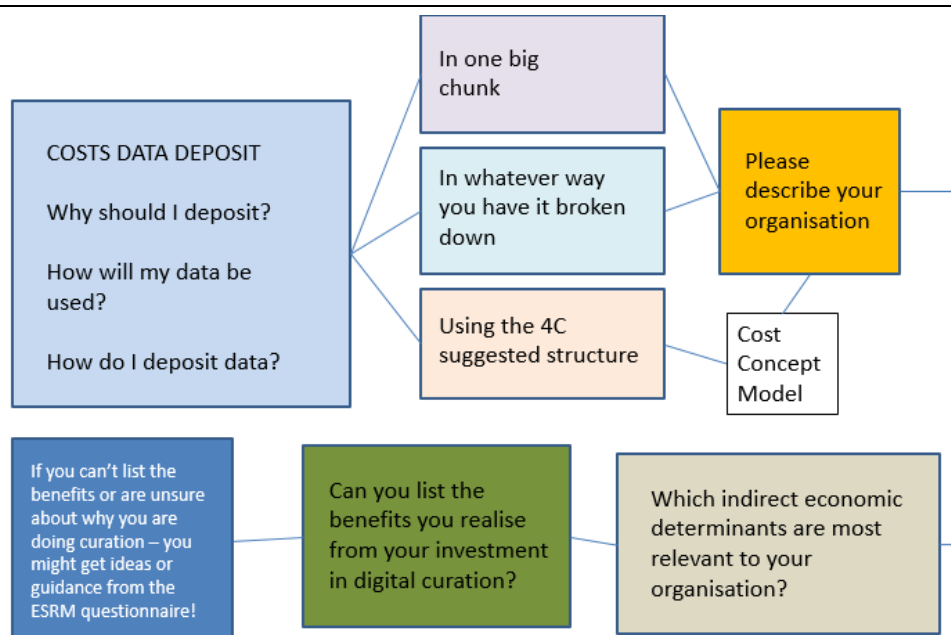 COSTS DATA DEPOSIT
Why should I deposit?
How will my data be
used?
How do I deposit data?
In one big
chunk
In whatever way
you have it broken
down
Using the 4C
suggested structure
Please
describe your
organisation
Cost
Concept
Model
If you can’t list the
benefits or are unsure
about why you are
doing curation – you
might get ideas or
guidance from the
ESRM questionnaire!
Can you list the
benefits you realise
from your investment
in digital curation?
Which indirect economic
determinants are most
relevant to your
organisation?